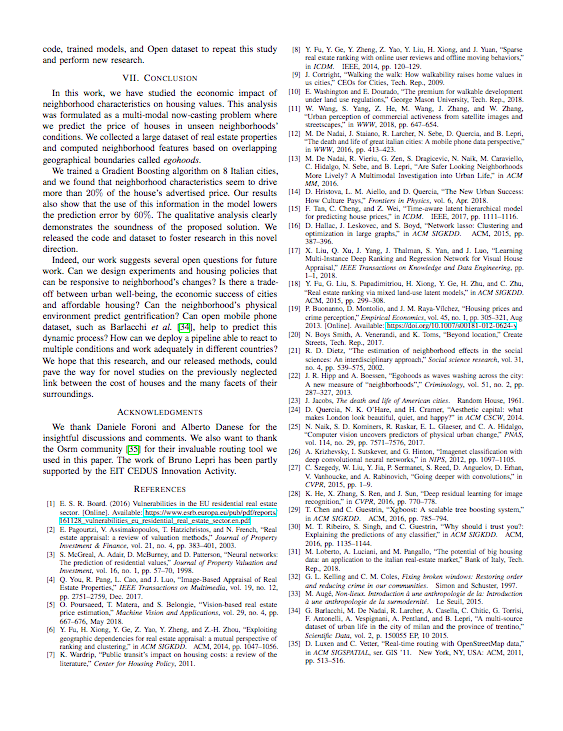 code, trained models, and Open dataset to repeat this study
and perform new research.
VII. CONCLUSION
In this work, we have studied the economic impact of
neighborhood characteristics on housing values. This analysis
was formulated as a multi-modal now-casting problem where
we predict the price of houses in unseen neighborhoods'
conditions. We collected a large dataset of real estate properties
and computed neighborhood features based on overlapping
geographical boundaries called egohoods.
We trained a Gradient Boosting algorithm on 8 Italian cities,
and we found that neighborhood characteristics seem to drive
more than 20% of the house's advertised price. Our results
also show that the use of this information in the model lowers
the prediction error by 60%. The qualitative analysis clearly
demonstrates the soundness of the proposed solution. We
released the code and dataset to foster research in this novel
direction.
Indeed, our work suggests several open questions for future
work. Can we design experiments and housing policies that
can be responsive to neighborhood's changes? Is there a trade-
off between urban well-being, the economic success of cities
and affordable housing? Can the neighborhood's physical
environment predict gentrification? Can open mobile phone
dataset, such as Barlacchi et al. [34], help to predict this
dynamic process? How can we deploy a pipeline able to react to
multiple conditions and work adequately in different countries?
We hope that this research, and our released methods, could
pave the way for novel studies on the previously neglected
link between the cost of houses and the many facets of their
surroundings.
ACKNOWLEDGMENTS
We thank Daniele Foroni and Alberto Danese for the
insightful discussions and comments. We also want to thank
the Osrm community [35] for their invaluable routing tool we
used in this paper. The work of Bruno Lepri has been partly
supported by the EIT CEDUS Innovation Activity.
REFERENCES
[1] E. S. R. Board. (2016) Vulnerabilities in the EU residential real estate
sector. [Online]. Available: https://www.esrb.europa.eu/pub/pdf/reports/
161128_vulnerabilities_eu_residential_real_estate_sector.en.pdf
[2] E. Pagourtzi, V. Assimakopoulos, T. Hatzichristos, and N. French, "Real
estate appraisal: a review of valuation methods," Journal of Property
Investment & Finance, vol. 21, no. 4, pp. 383–401, 2003.
[3] S. McGreal, A. Adair, D. McBurney, and D. Patterson, "Neural networks:
The prediction of residential values," Journal of Property Valuation and
Investment, vol. 16, no. 1, pp. 57–70, 1998.
[4] Q. You, R. Pang, L. Cao, and J. Luo, "Image-Based Appraisal of Real
Estate Properties," IEEE Transactions on Multimedia, vol. 19, no. 12,
pp. 2751–2759, Dec. 2017.
[5] O. Poursaeed, T. Matera, and S. Belongie, "Vision-based real estate
price estimation," Machine Vision and Applications, vol. 29, no. 4, pp.
667–676, May 2018.
[6] Y. Fu, H. Xiong, Y. Ge, Z. Yao, Y. Zheng, and Z.-H. Zhou, "Exploiting
geographic dependencies for real estate appraisal: a mutual perspective of
ranking and clustering," in ACM SIGKDD. ACM, 2014, pp. 1047–1056.
[7] K. Wardrip, "Public transit's impact on housing costs: a review of the
literature," Center for Housing Policy, 2011.
[8] Y. Fu, Y. Ge, Y. Zheng, Z. Yao, Y. Liu, H. Xiong, and J. Yuan, "Sparse
real estate ranking with online user reviews and offline moving behaviors,"
in ICDM. IEEE, 2014, pp. 120–129.
[9] J. Cortright, "Walking the walk: How walkability raises home values in
us cities," CEOs for Cities, Tech. Rep., 2009.
[10] E. Washington and E. Dourado, "The premium for walkable development
under land use regulations," George Mason University, Tech. Rep., 2018.
[11] W. Wang, S. Yang, Z. He, M. Wang, J. Zhang, and W. Zhang,
"Urban perception of commercial activeness from satellite images and
streetscapes," in WWW, 2018, pp. 647–654.
[12] M. De Nadai, J. Staiano, R. Larcher, N. Sebe, D. Quercia, and B. Lepri,
"The death and life of great italian cities: A mobile phone data perspective,"
in WWW, 2016, pp. 413–423.
[13] M. De Nadai, R. Vieriu, G. Zen, S. Dragicevic, N. Naik, M. Caraviello,
C. Hidalgo, N. Sebe, and B. Lepri, "Are Safer Looking Neighborhoods
More Lively? A Multimodal Investigation into Urban Life," in ACM
MM, 2016.
[14] D. Hristova, L. M. Aiello, and D. Quercia, "The New Urban Success:
How Culture Pays," Frontiers in Physics, vol. 6, Apr. 2018.
[15] F. Tan, C. Cheng, and Z. Wei, "Time-aware latent hierarchical model
for predicting house prices," in ICDM. IEEE, 2017, pp. 1111–1116.
[16] D. Hallac, J. Leskovec, and S. Boyd, "Network lasso: Clustering and
optimization in large graphs," in ACM SIGKDD. ACM, 2015, pp.
387–396.
[17] X. Liu, Q. Xu, J. Yang, J. Thalman, S. Yan, and J. Luo, "Learning
Multi-Instance Deep Ranking and Regression Network for Visual House
Appraisal," IEEE Transactions on Knowledge and Data Engineering, pp.
1–1, 2018.
[18] Y. Fu, G. Liu, S. Papadimitriou, H. Xiong, Y. Ge, H. Zhu, and C. Zhu,
"Real estate ranking via mixed land-use latent models," in ACM SIGKDD.
ACM, 2015, pp. 299–308.
[19] P. Buonanno, D. Montolio, and J. M. Raya-Vílchez, "Housing prices and
crime perception," Empirical Economics, vol. 45, no. 1, pp. 305–321, Aug
2013. [Online]. Available: https://doi.org/10.1007/s00181-012-0624-y
[20] N. Boys Smith, A. Venerandi, and K. Toms, "Beyond location," Create
Streets, Tech. Rep., 2017.
[21] R. D. Dietz, "The estimation of neighborhood effects in the social
sciences: An interdisciplinary approach," Social science research, vol. 31,
no. 4, pp. 539–575, 2002.
[22] J. R. Hipp and A. Boessen, "Egohoods as waves washing across the city:
A new measure of "neighborhoods"," Criminology, vol. 51, no. 2, pp.
287–327, 2013.
[23] J. Jacobs, The death and life of American cities. Random House, 1961.
[24] D. Quercia, N. K. O'Hare, and H. Cramer, "Aesthetic capital: what
makes London look beautiful, quiet, and happy?" in ACM CSCW, 2014.
[25] N. Naik, S. D. Kominers, R. Raskar, E. L. Glaeser, and C. A. Hidalgo,
"Computer vision uncovers predictors of physical urban change," PNAS,
vol. 114, no. 29, pp. 7571–7576, 2017.
[26] A. Krizhevsky, I. Sutskever, and G. Hinton, "Imagenet classification with
deep convolutional neural networks," in NIPS, 2012, pp. 1097–1105.
[27] C. Szegedy, W. Liu, Y. Jia, P. Sermanet, S. Reed, D. Anguelov, D. Erhan,
V. Vanhoucke, and A. Rabinovich, "Going deeper with convolutions," in
CVPR, 2015, pp. 1–9.
[28] K. He, X. Zhang, S. Ren, and J. Sun, "Deep residual learning for image
recognition," in CVPR, 2016, pp. 770–778.
[29] T. Chen and C. Guestrin, "Xgboost: A scalable tree boosting system,"
in ACM SIGKDD. ACM, 2016, pp. 785–794.
[30] M. T. Ribeiro, S. Singh, and C. Guestrin, "Why should i trust you?:
Explaining the predictions of any classifier," in ACM SIGKDD. ACM,
2016, pp. 1135–1144.
[31] M. Loberto, A. Luciani, and M. Pangallo, "The potential of big housing
data: an application to the italian real-estate market," Bank of Italy, Tech.
Rep., 2018.
[32] G. L. Kelling and C. M. Coles, Fixing broken windows: Restoring order
and reducing crime in our communities. Simon and Schuster, 1997.
[33] M. Augé, Non-lieux. Introduction à une anthropologie de la: Introduction
à une anthropologie de la surmodernité. Le Seuil, 2015.
[34] G. Barlacchi, M. De Nadai, R. Larcher, A. Casella, C. Chitic, G. Torrisi,
F. Antonelli, A. Vespignani, A. Pentland, and B. Lepri, "A multi-source
dataset of urban life in the city of milan and the province of trentino,"
Scientific Data, vol. 2, p. 150055 EP, 10 2015.
[35] D. Luxen and C. Vetter, "Real-time routing with OpenStreetMap data,"
in ACM SIGSPATIAL, ser. GIS '11. New York, NY, USA: ACM, 2011,
pp. 513–516.